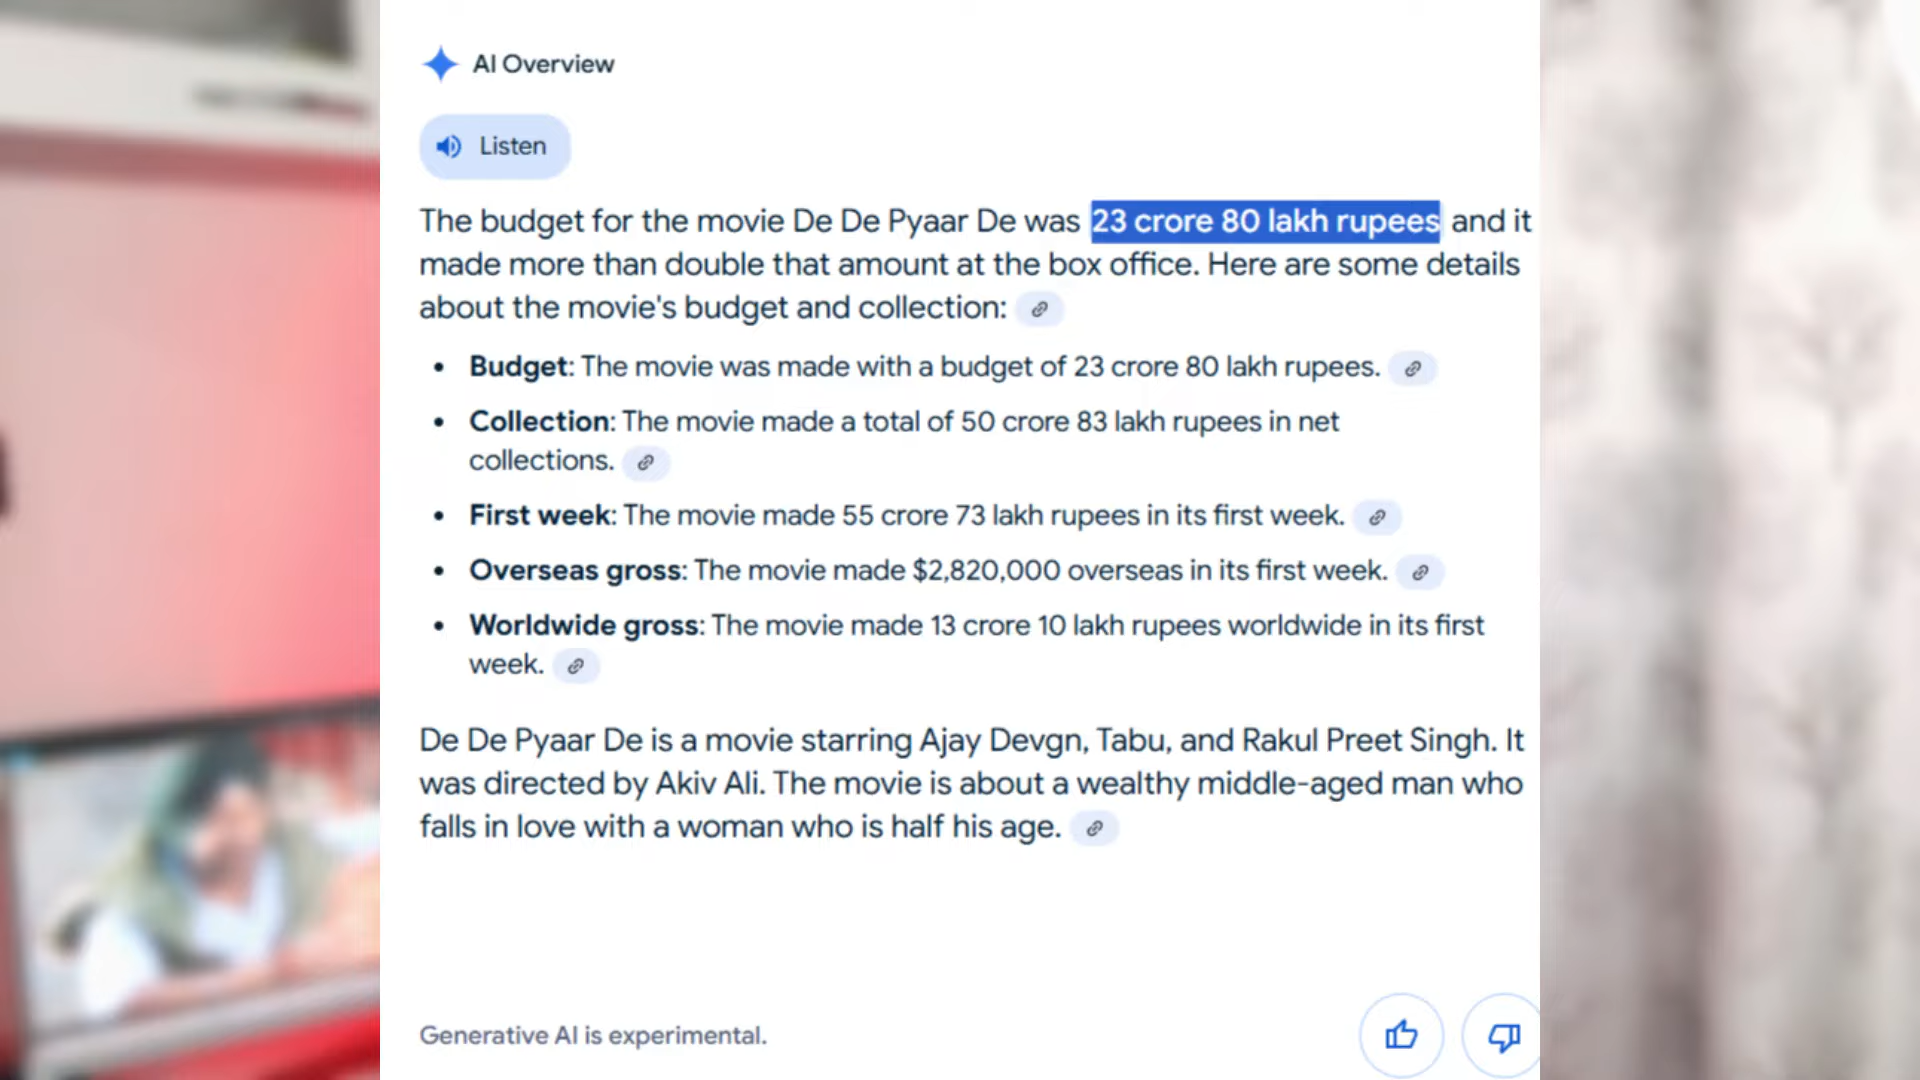 AI Overview
Listen
The budget for the movie De De Pyaar De was 23 crore 80 lakh rupees and it
made more than double that amount at the box office. Here are some details
about the movie's budget and collection:
• Budget: The movie was made with a budget of 23 crore 80 lakh rupees.
• Collection: The movie made a total of 50 crore 83 lakh rupees in net
collections.
• First week: The movie made 55 crore 73 lakh rupees in its first week.
• Overseas gross: The movie made $2,820,000 overseas in its first week.
• Worldwide gross: The movie made 13 crore 10 lakh rupees worldwide in its first
week.
De De Pyaar De is a movie starring Ajay Devgn, Tabu, and Rakul Preet Singh. It
was directed by Akiv Ali. The movie is about a wealthy middle-aged man who
falls in love with a woman who is half his age.
Generative AI is experimental.